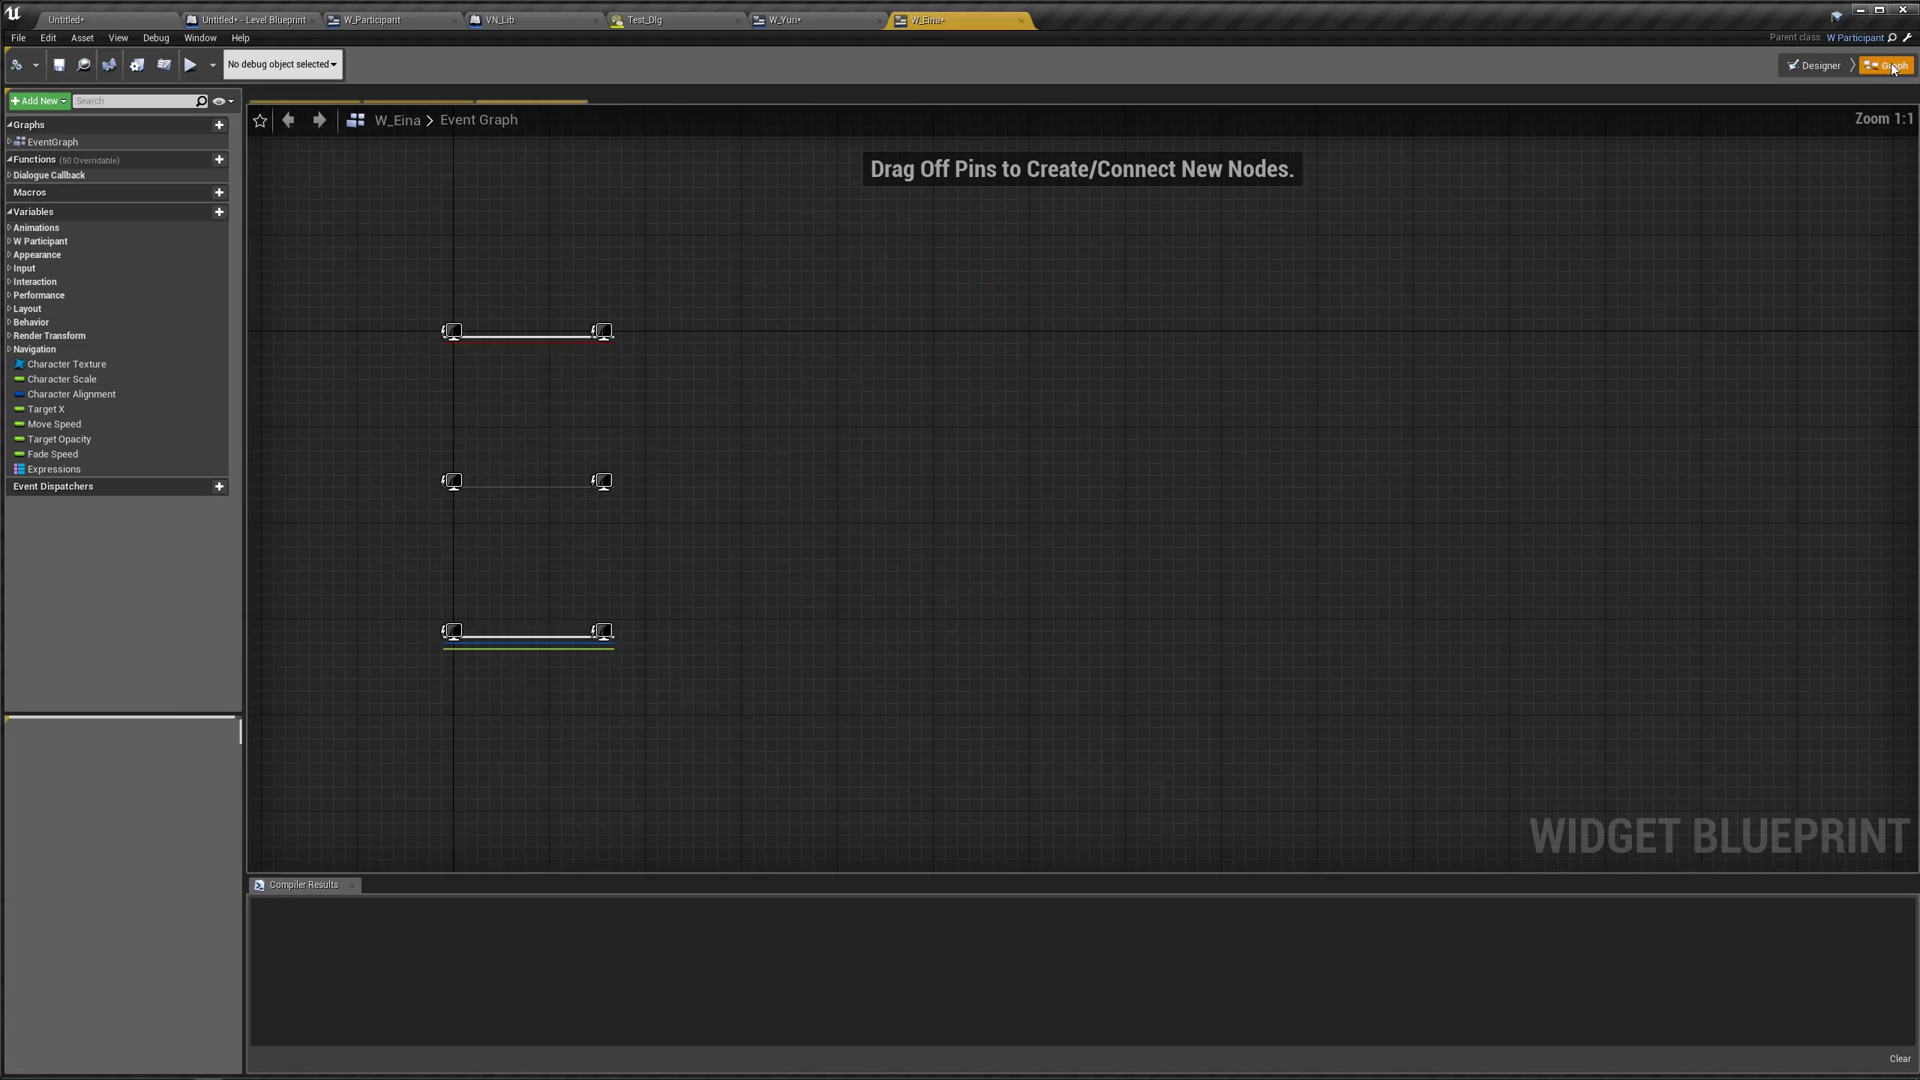 Untitled*
Untitled* - Level Blueprint
W_Participant
VN_Lib
Test_Dlg
W_Yuri*
W_Eina*
File Edit Asset View Debug Window Help
Parent class: W Participant
No debug object selected
Designer
Graph
Add New
Search
W_Eina > Event Graph
Zoom 1:1
Graphs
EventGraph
Functions (50 Overridable)
Dialogue Callback
Macros
Variables
Animations
W Participant
Appearance
Input
Interaction
Performance
Layout
Behavior
Render Transform
Navigation
Character Texture
Character Scale
Character Alignment
Target X
Move Speed
Target Opacity
Fade Speed
Expressions
Event Dispatchers
Drag Off Pins to Create/Connect New Nodes.
WIDGET BLUEPRINT
Compiler Results
Clear